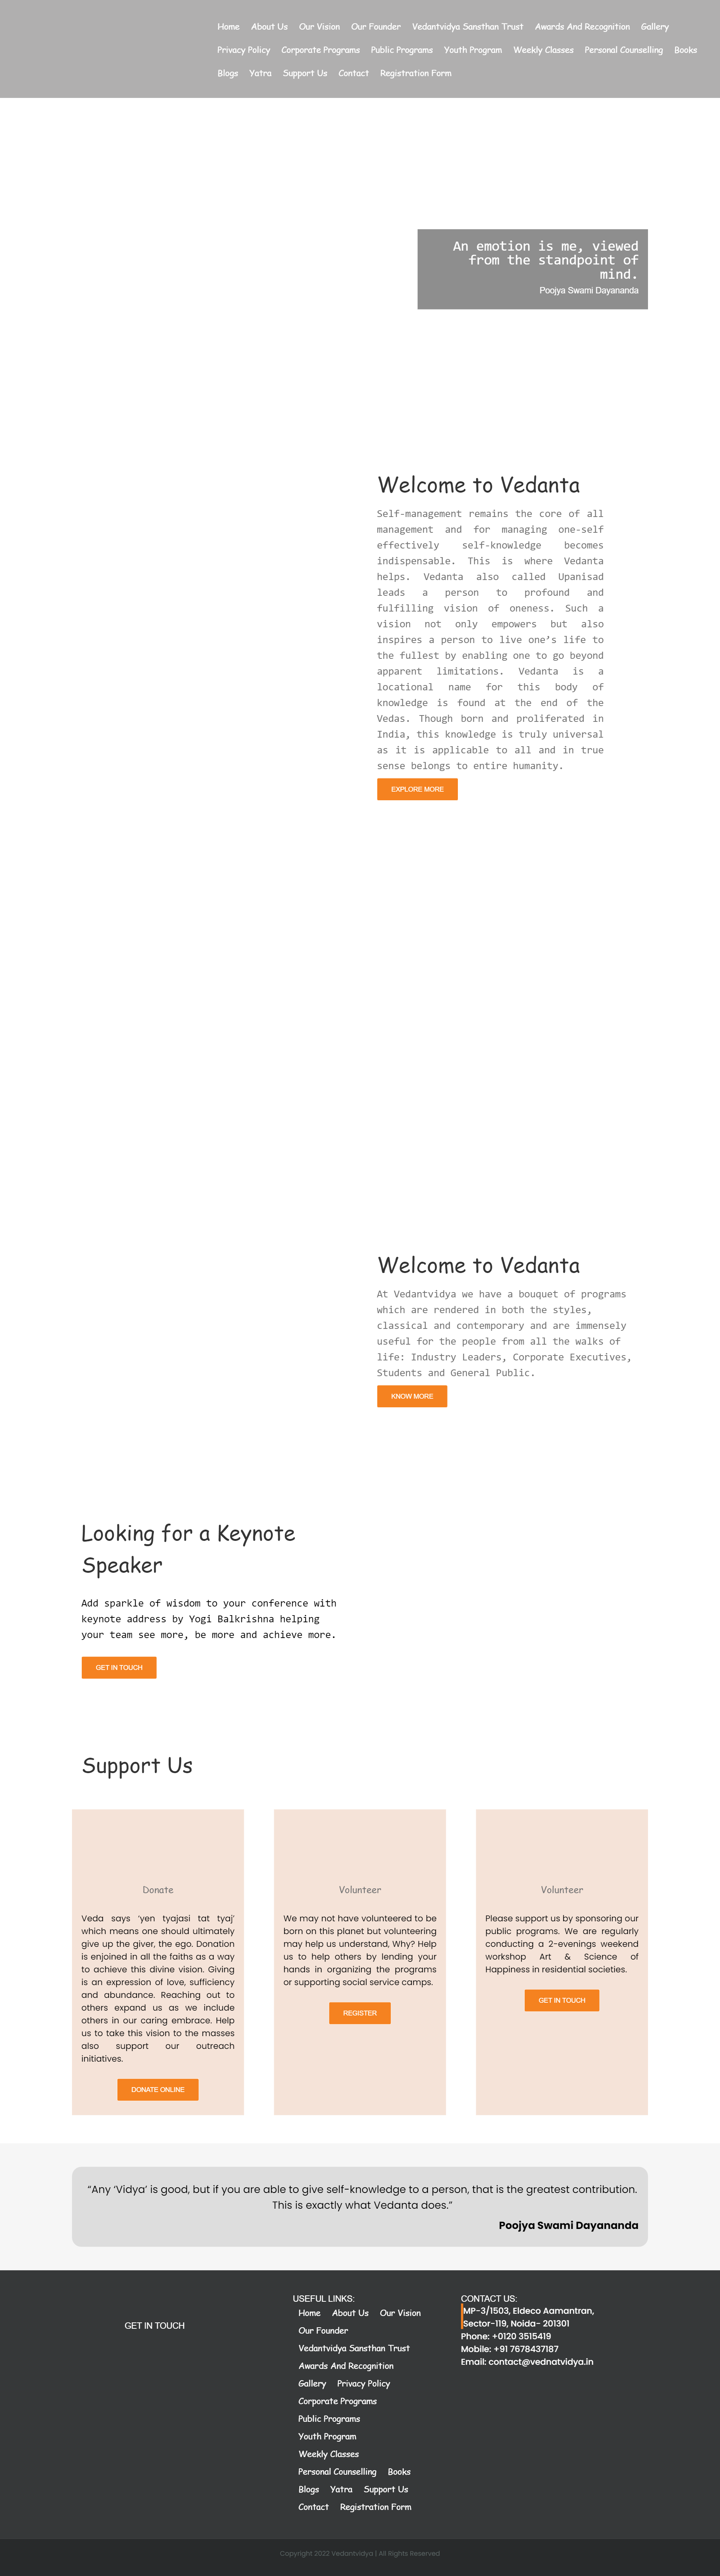 Home About Us Our Vision Our Founder Vedantvidya Sansthan Trust Awards And Recognition Gallery
Privacy Policy Corporate Programs Public Programs Youth Program Weekly Classes Personal Counselling Books
Blogs Yatra Support Us Contact Registration Form
An emotion is me, viewed
from the standpoint of
mind.
Poojya Swami Dayananda
Welcome to Vedanta
Self-management remains the core of all
management and for managing one-self
effectively self-knowledge becomes
indispensable. This is where Vedanta
helps. Vedanta also called Upanisad
leads a person to profound and
fulfilling vision of oneness. Such a
vision not only empowers but also
inspires a person to live one’s life to
the fullest by enabling one to go beyond
apparent limitations. Vedanta is a
locational name for this body of
knowledge is found at the end of the
Vedas. Though born and proliferated in
India, this knowledge is truly universal
as it is applicable to all and in true
sense belongs to entire humanity.
EXPLORE MORE
Welcome to Vedanta
At Vedantvidya we have a bouquet of programs
which are rendered in both the styles,
classical and contemporary and are immensely
useful for the people from all the walks of
life: Industry Leaders, Corporate Executives,
Students and General Public.
KNOW MORE
Looking for a Keynote
Speaker
Add sparkle of wisdom to your conference with
keynote address by Yogi Balkrishna helping
your team see more, be more and achieve more.
GET IN TOUCH
Support Us
Donate
Veda says ‘yen tyajasi tat tyaj’
which means one should ultimately
give up the giver, the ego. Donation
is enjoined in all the faiths as a way
to achieve this divine vision. Giving
is an expression of love, sufficiency
and abundance. Reaching out to
others expand us as we include
others in our caring embrace. Help
us to take this vision to the masses
also support our outreach
initiatives.
DONATE ONLINE
Volunteer
We may not have volunteered to be
born on this planet but volunteering
may help us understand, Why? Help
us to help others by lending your
hands in organizing the programs
or supporting social service camps.
REGISTER
Volunteer
Please support us by sponsoring our
public programs. We are regularly
conducting a 2-evenings weekend
workshop Art & Science of
Happiness in residential societies.
GET IN TOUCH
“Any ‘Vidya’ is good, but if you are able to give self-knowledge to a person, that is the greatest contribution.
This is exactly what Vedanta does.”
Poojya Swami Dayananda
GET IN TOUCH
USEFUL LINKS:
Home About Us Our Vision
Our Founder
Vedantvidya Sansthan Trust
Awards And Recognition
Gallery Privacy Policy
Corporate Programs
Public Programs
Youth Program
Weekly Classes
Personal Counselling Books
Blogs Yatra Support Us
Contact Registration Form
CONTACT US:
MP-3/1503, Eldeco Aamantran,
Sector-119, Noida- 201301
Phone: +0120 3515419
Mobile: +91 7678437187
Email: contact@vednatvidya.in
Copyright 2022 Vedantvidya | All Rights Reserved